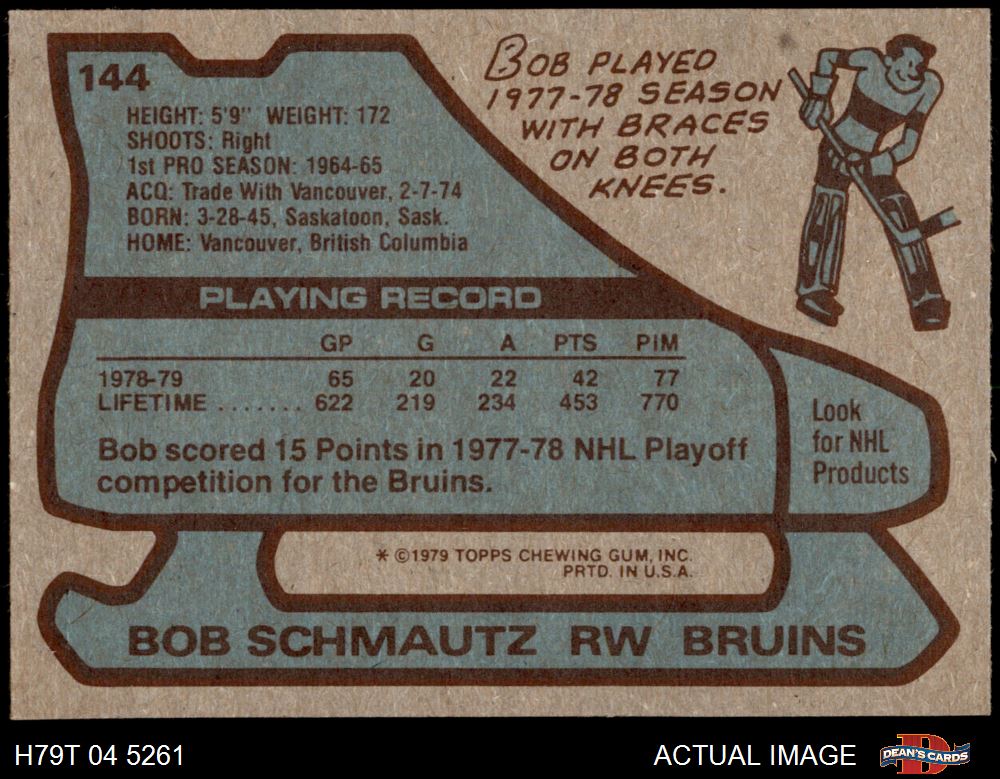 144
HEIGHT: 5'9" WEIGHT: 172
SHOOTS: Right
1st PRO SEASON: 1964-65
ACQ: Trade With Vancouver, 2-7-74
BORN: 3-28-45, Saskatoon, Sask.
HOME: Vancouver, British Columbia
BOB PLAYED
1977-78 SEASON
WITH BRACES
ON BOTH
KNEES.
PLAYING RECORD
GP G A PTS PIM
1978-79 65 20 22 42 77
LIFETIME ....... 622 219 234 453 770
Bob scored 15 Points in 1977-78 NHL Playoff
competition for the Bruins.
Look
for NHL
Products
* ©1979 TOPPS CHEWING GUM, INC.
PRTD. IN U.S.A.
BOB SCHMAUTZ RW BRUINS
H79T 04 5261 ACTUAL IMAGE DEAN'S CARDS